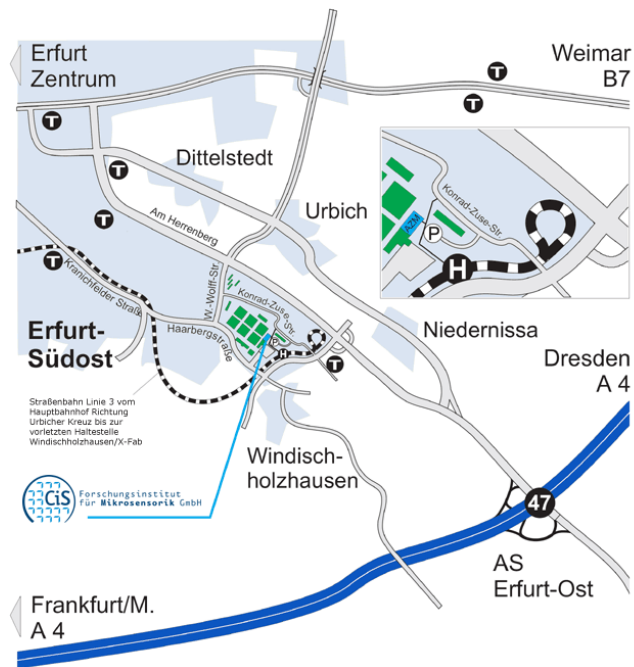 Erfurt
Zentrum
Weimar
B7
T
T
T
T
T
T
T
Dittelstedt
Urbich
Am Herrenberg
Konrad-Zuse-Str.
AZM
P
H
Kranichfelder Straße
W.-Wolff-Str.
Konrad-Zuse-Str.
Haarbergstraße
P
H
Erfurt-
Südost
Niedernissa
Dresden
A 4
Straßenbahn Linie 3 vom
Hauptbahnhof Richtung
Urbicher Kreuz bis zur
vorletzten Haltestelle
Windischholzhausen/X-Fab
Windisch-
holzhausen
CiS
Forschungsinstitut
für Mikrosensorik GmbH
47
AS
Erfurt-Ost
Frankfurt/M.
A 4